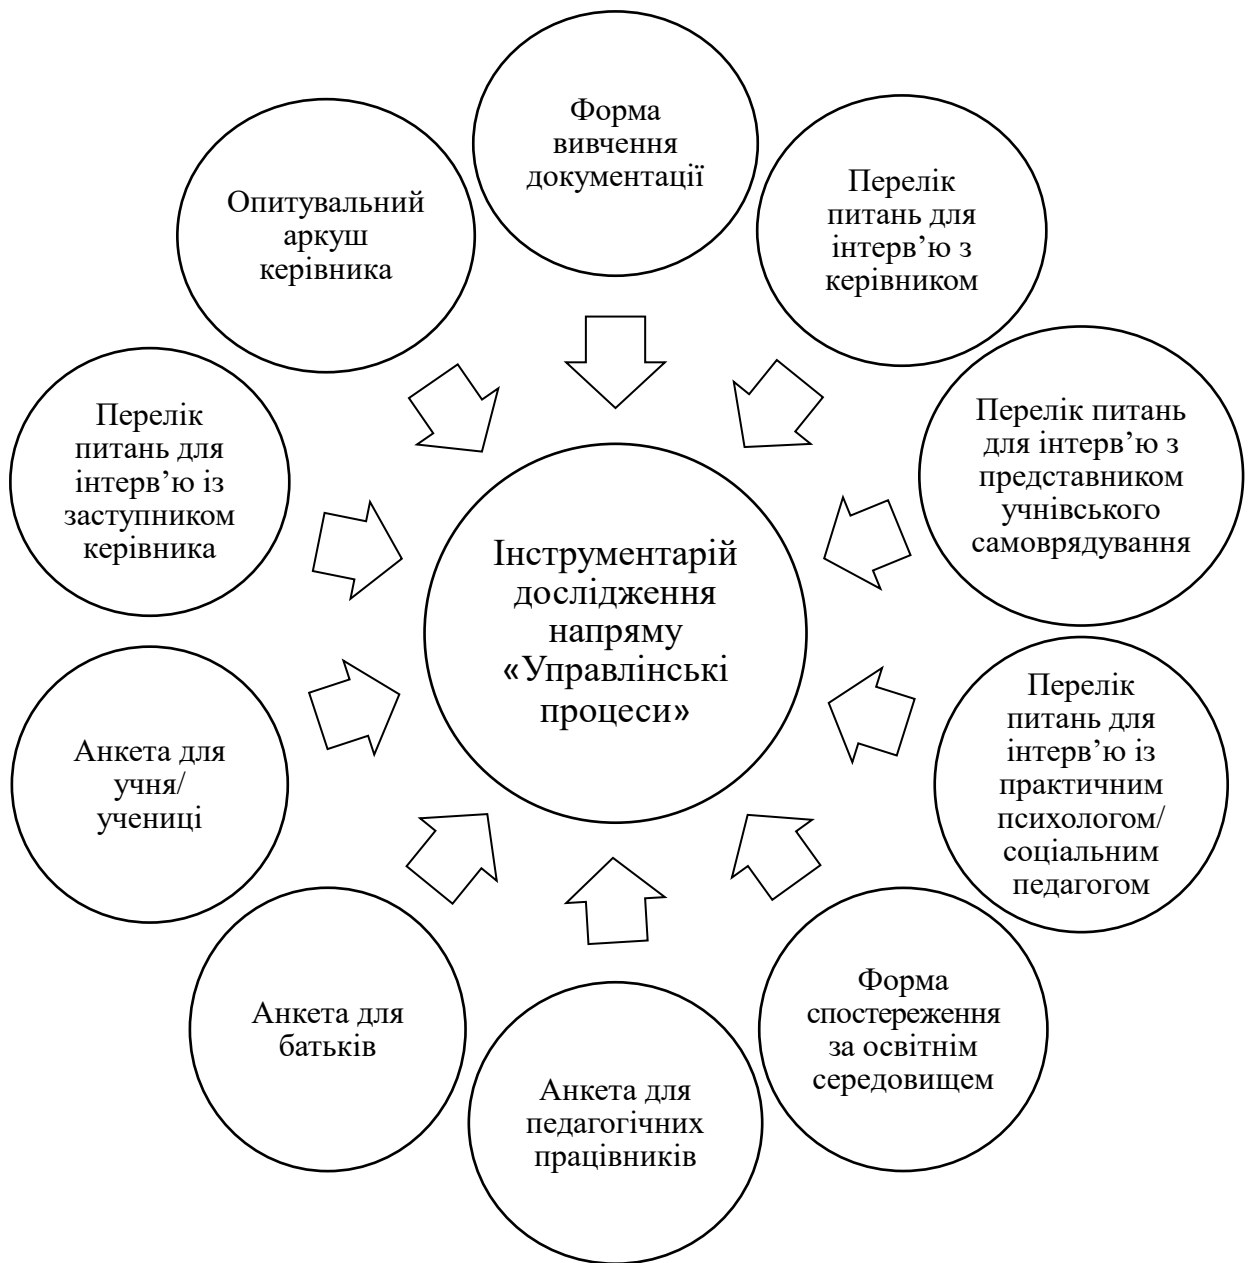 Форма
вивчення
документації
Перелік
питань для
інтерв’ю з
керівником
Перелік питань
для інтерв’ю з
представником
учнівського
самоврядування
Перелік
питань для
інтерв’ю із
практичним
психологом/
соціальним
педагогом
Форма
спостереження
за освітнім
середовищем
Анкета для
педагогічних
працівників
Анкета для
батьків
Анкета для
учня/
учениці
Перелік
питань для
інтерв’ю із
заступником
керівника
Опитувальний
аркуш
керівника
Інструментарій
дослідження
напряму
«Управлінські
процеси»